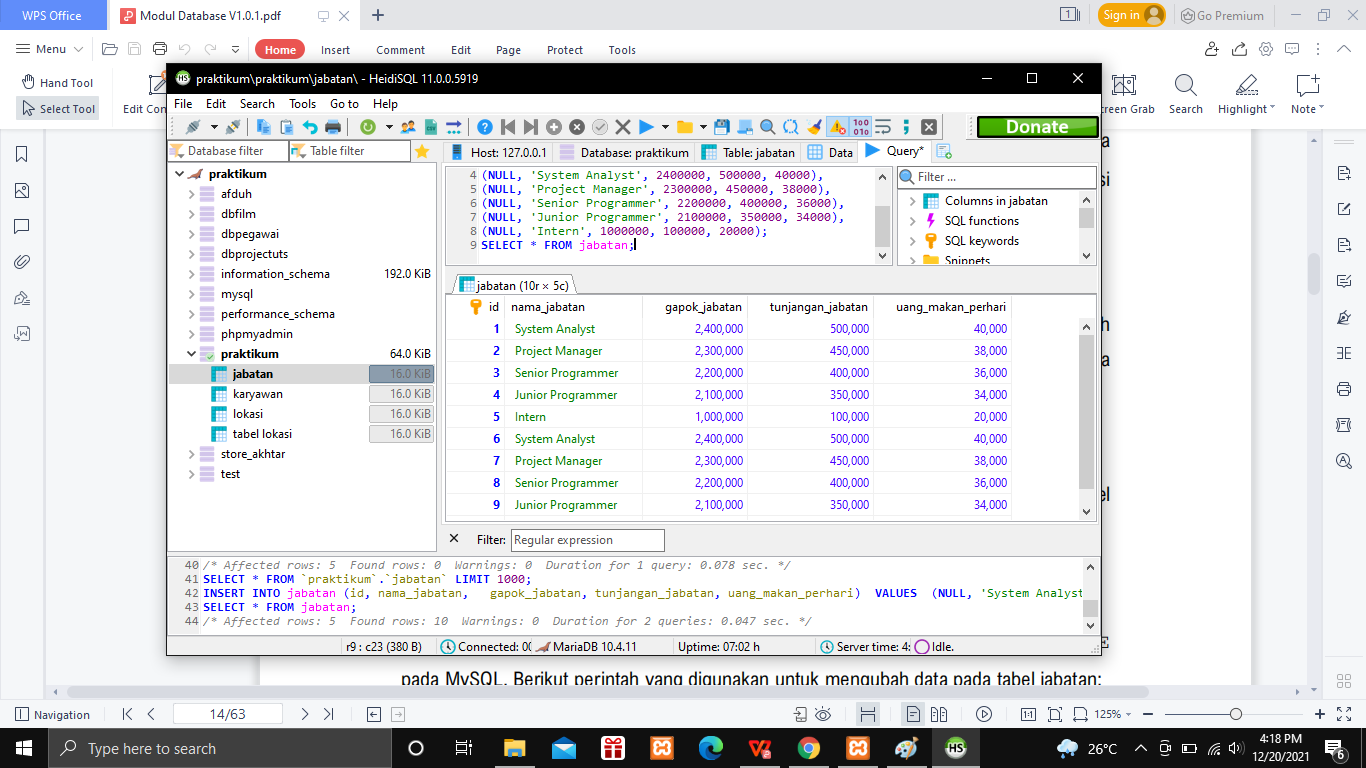 WPS Office
Modul Database V1.0.1.pdf
1
Sign in
Go Premium
Menu
Home
Insert
Comment
Edit
Page
Protect
Tools
Hand Tool
Select Tool
Edit Con
creen Grab
Search
Highlight
Note
praktikum\praktikum\jabatan\ - HeidiSQL 11.0.0.5919
File Edit Search Tools Go to Help
Donate
Database filter
Table filter
Host: 127.0.0.1
Database: praktikum
Table: jabatan
Data
Query*
praktikum
afduh
dbfilm
dbpegawai
dbprojectuts
information_schema 192.0 KiB
mysql
performance_schema
phpmyadmin
praktikum 64.0 KiB
jabatan 16.0 KiB
karyawan 16.0 KiB
lokasi 16.0 KiB
tabel lokasi 16.0 KiB
store_akhtar
test
4 (NULL, 'System Analyst', 2400000, 500000, 40000),
5 (NULL, 'Project Manager', 2300000, 450000, 38000),
6 (NULL, 'Senior Programmer', 2200000, 400000, 36000),
7 (NULL, 'Junior Programmer', 2100000, 350000, 34000),
8 (NULL, 'Intern', 1000000, 100000, 20000);
9 SELECT * FROM jabatan;
Filter ...
Columns in jabatan
SQL functions
SQL keywords
Snippets
jabatan (10r × 5c)
id nama_jabatan gapok_jabatan tunjangan_jabatan uang_makan_perhari
1 System Analyst 2,400,000 500,000 40,000
2 Project Manager 2,300,000 450,000 38,000
3 Senior Programmer 2,200,000 400,000 36,000
4 Junior Programmer 2,100,000 350,000 34,000
5 Intern 1,000,000 100,000 20,000
6 System Analyst 2,400,000 500,000 40,000
7 Project Manager 2,300,000 450,000 38,000
8 Senior Programmer 2,200,000 400,000 36,000
9 Junior Programmer 2,100,000 350,000 34,000
Filter: Regular expression
40 /* Affected rows: 5 Found rows: 0 Warnings: 0 Duration for 1 query: 0.078 sec. */
41 SELECT * FROM `praktikum`.`jabatan` LIMIT 1000;
42 INSERT INTO jabatan (id, nama_jabatan, gapok_jabatan, tunjangan_jabatan, uang_makan_perhari) VALUES (NULL, 'System Analyst
43 SELECT * FROM jabatan;
44 /* Affected rows: 5 Found rows: 10 Warnings: 0 Duration for 2 queries: 0.047 sec. */
r9 : c23 (380 B)
Connected: 00
MariaDB 10.4.11
Uptime: 07:02 h
Server time: 4:
Idle.
a
si
h
a
el
E
pada MySQL. Berikut perintah yang digunakan untuk mengubah data pada tabel jabatan:
Navigation
14/63
125%
Type here to search
26°C
4:18 PM
12/20/2021
6